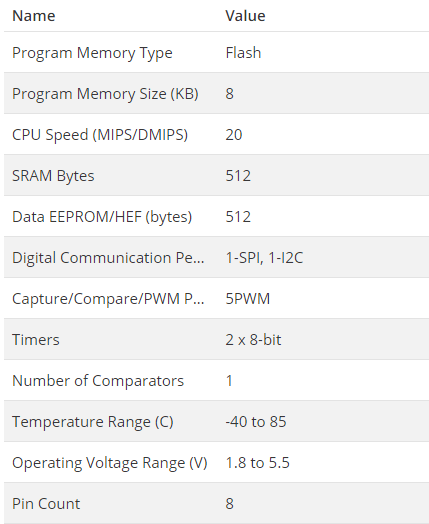 Name Value
Program Memory Type Flash
Program Memory Size (KB) 8
CPU Speed (MIPS/DMIPS) 20
SRAM Bytes 512
Data EEPROM/HEF (bytes) 512
Digital Communication Pe... 1-SPI, 1-I2C
Capture/Compare/PWM P... 5PWM
Timers 2 x 8-bit
Number of Comparators 1
Temperature Range (C) -40 to 85
Operating Voltage Range (V) 1.8 to 5.5
Pin Count 8